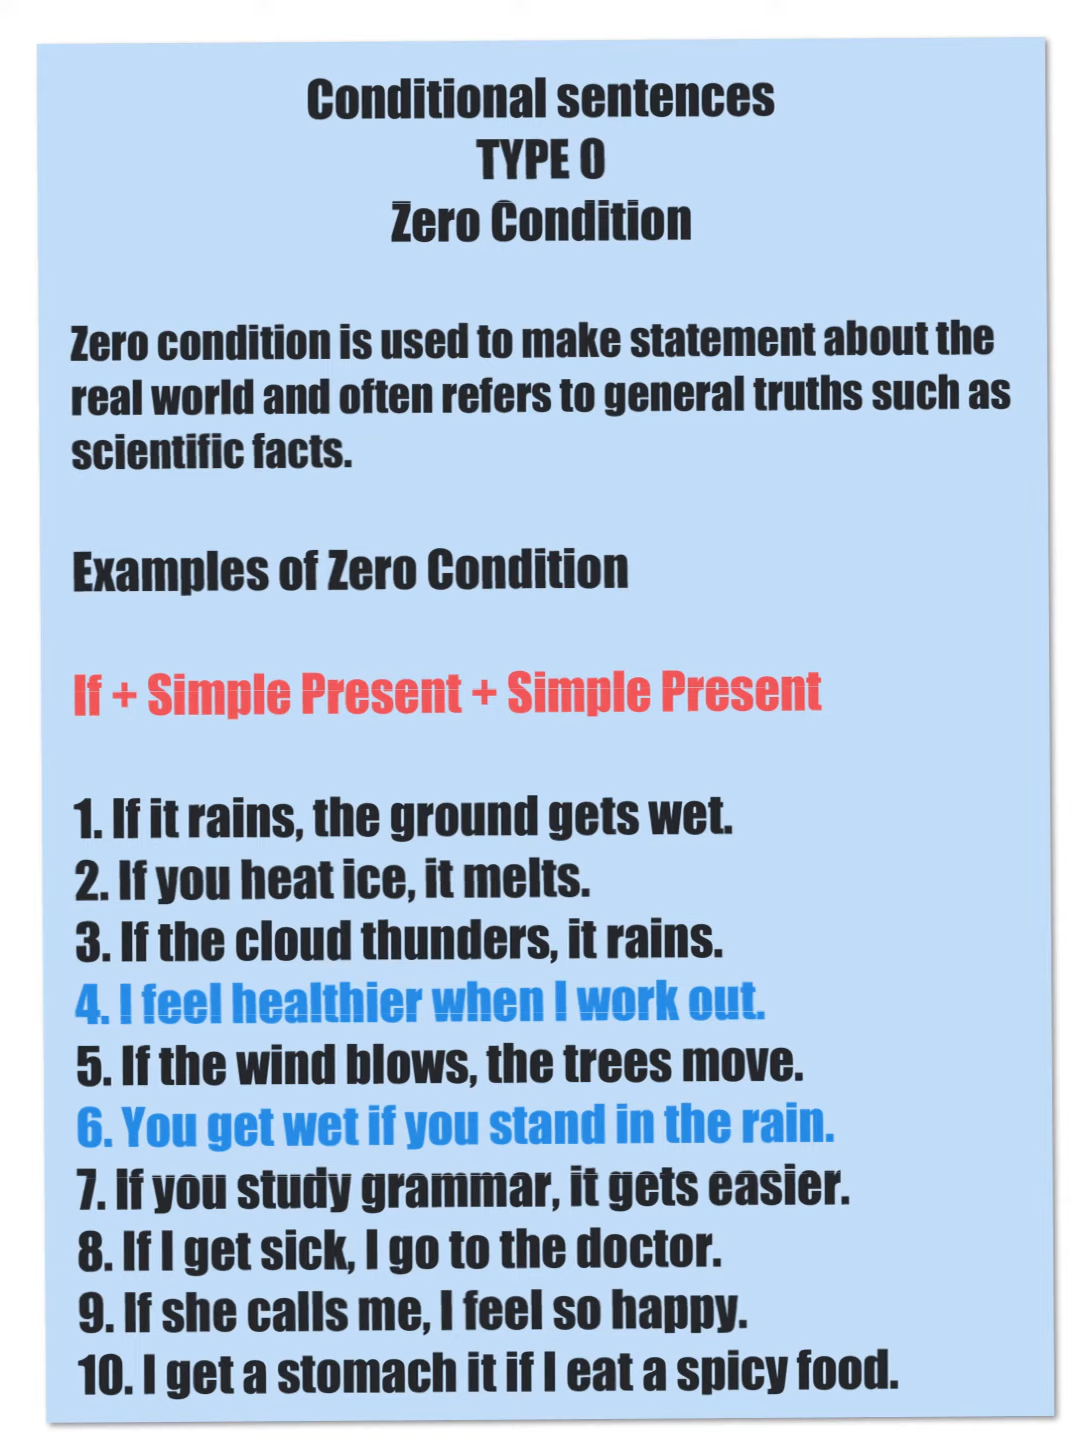 Conditional sentences
TYPE 0
Zero Condition
Zero condition is used to make statement about the
real world and often refers to general truths such as
scientific facts.
Examples of Zero Condition
If + Simple Present + Simple Present
1. If it rains, the ground gets wet.
2. If you heat ice, it melts.
3. If the cloud thunders, it rains.
4. I feel healthier when I work out.
5. If the wind blows, the trees move.
6. You get wet if you stand in the rain.
7. If you study grammar, it gets easier.
8. If I get sick, I go to the doctor.
9. If she calls me, I feel so happy.
10. I get a stomach it if I eat a spicy food.